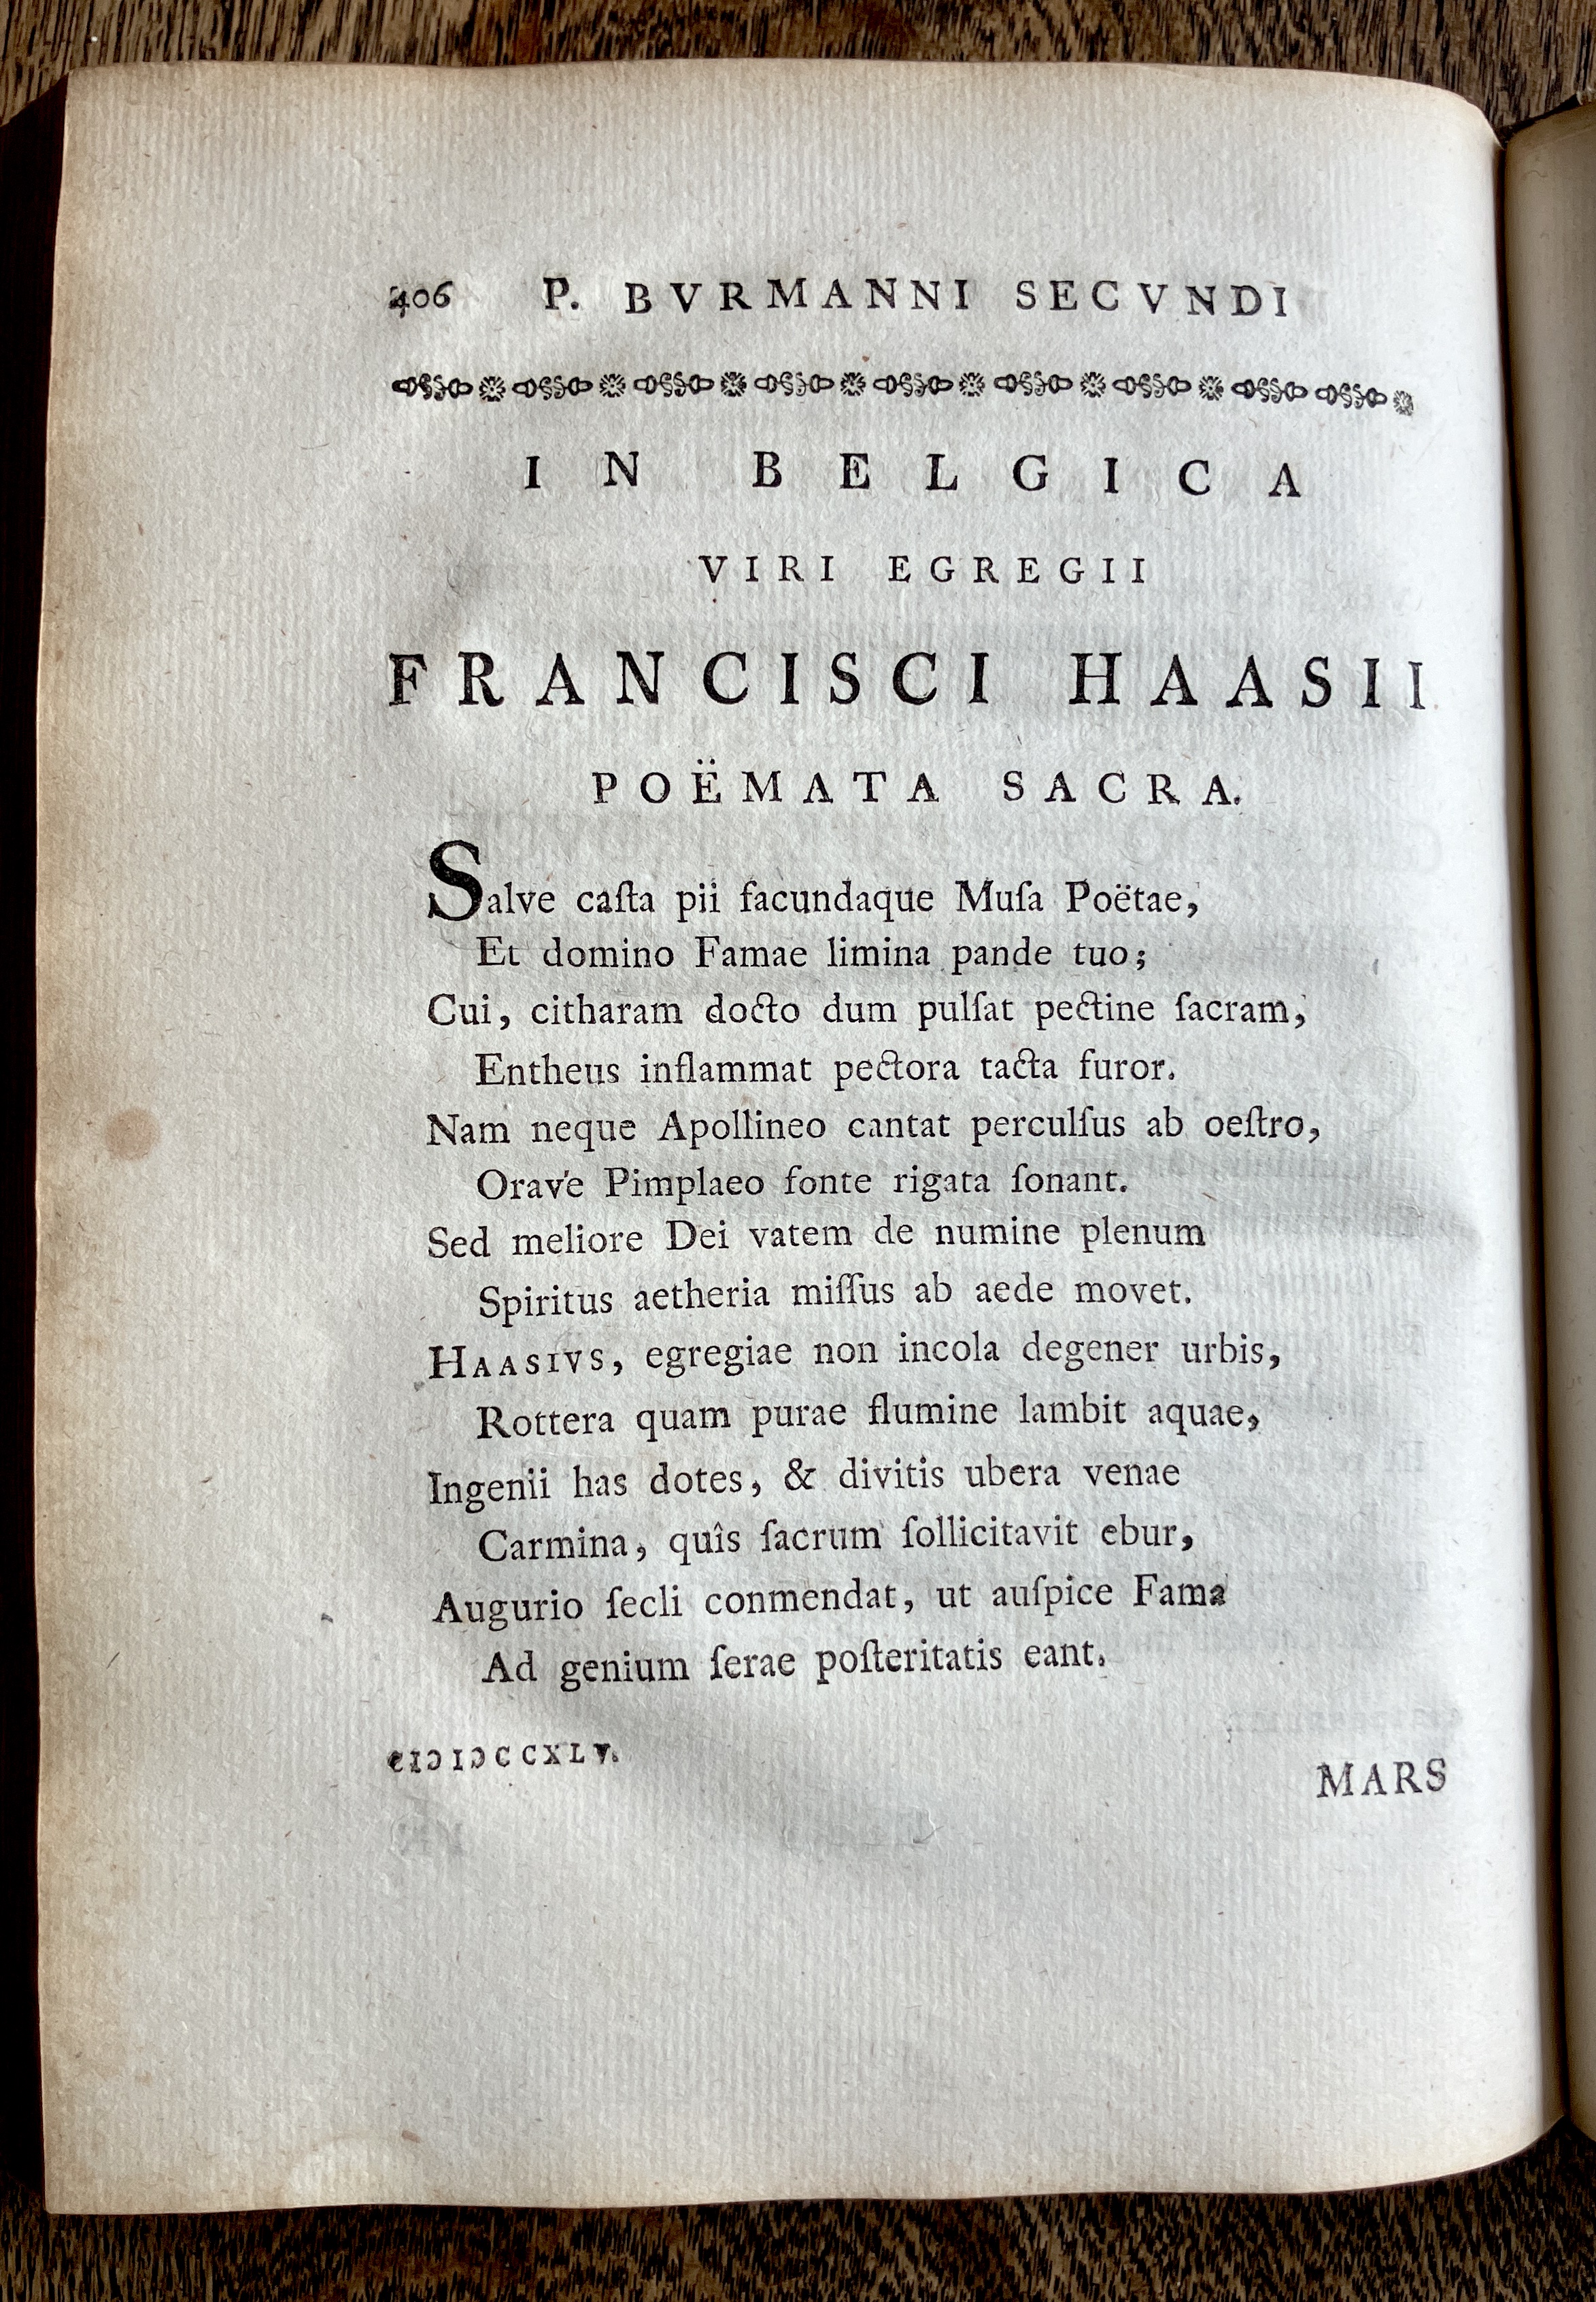 406 P. BVRMANNI SECVNDI
IN BELGICA
VIRI EGREGII
FRANCISCI HAASII
POËMATA SACRA.
Salve caſta pii facundaque Muſa Poëtae,
Et domino Famae limina pande tuo;
Cui, citharam docto dum pulſat pectine ſacram,
Entheus inflammat pectora tacta furor.
Nam neque Apollineo cantat perculſus ab oeſtro,
Orave Pimplaeo fonte rigata ſonant.
Sed meliore Dei vatem de numine plenum
Spiritus aetheria miſſus ab aede movet.
HAASIVS, egregiae non incola degener urbis,
Rottera quam purae flumine lambit aquae,
Ingenii has dotes, & divitis ubera venae
Carmina, quîs ſacrum ſollicitavit ebur,
Augurio ſecli conmendat, ut auſpice Fama
Ad genium ſerae poſteritatis eant.
CIↃIↃCCXLV.
MARS